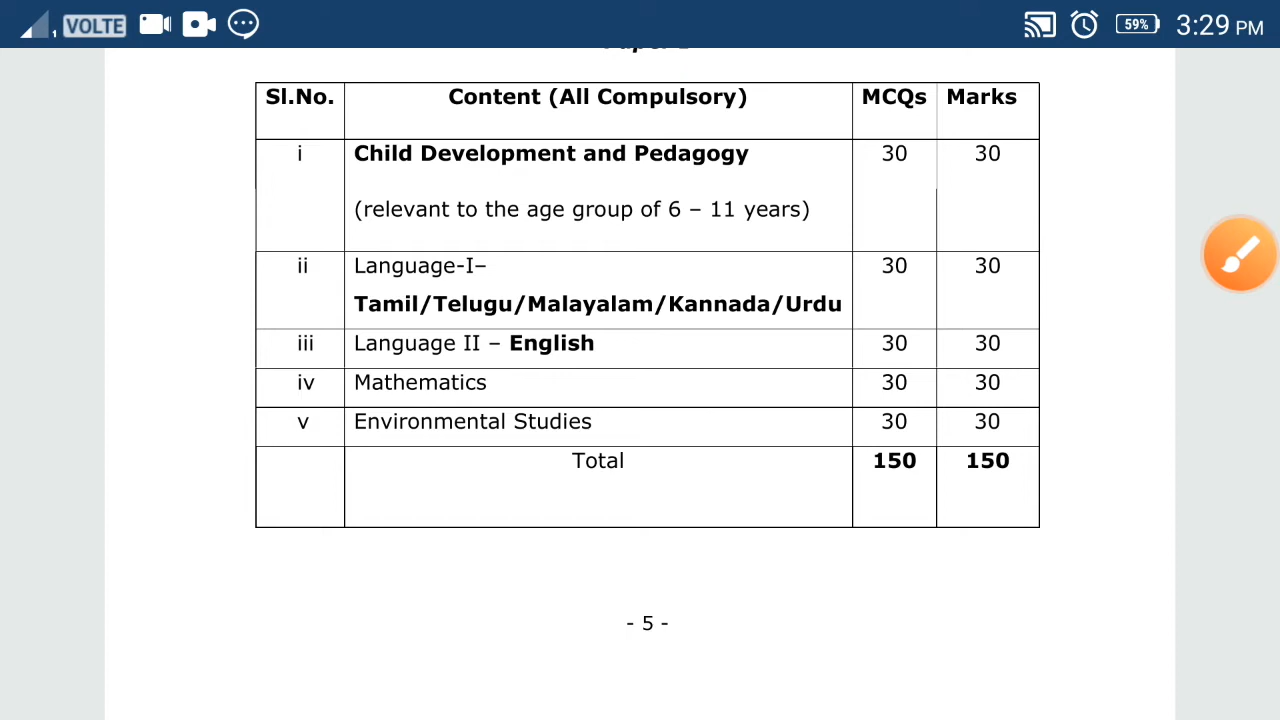 VOLTE 59% 3:29 PM
Sl.No. Content (All Compulsory) MCQs Marks
i Child Development and Pedagogy 30 30
(relevant to the age group of 6 – 11 years)
ii Language-I– 30 30
Tamil/Telugu/Malayalam/Kannada/Urdu
iii Language II – English 30 30
iv Mathematics 30 30
v Environmental Studies 30 30
Total 150 150
- 5 -